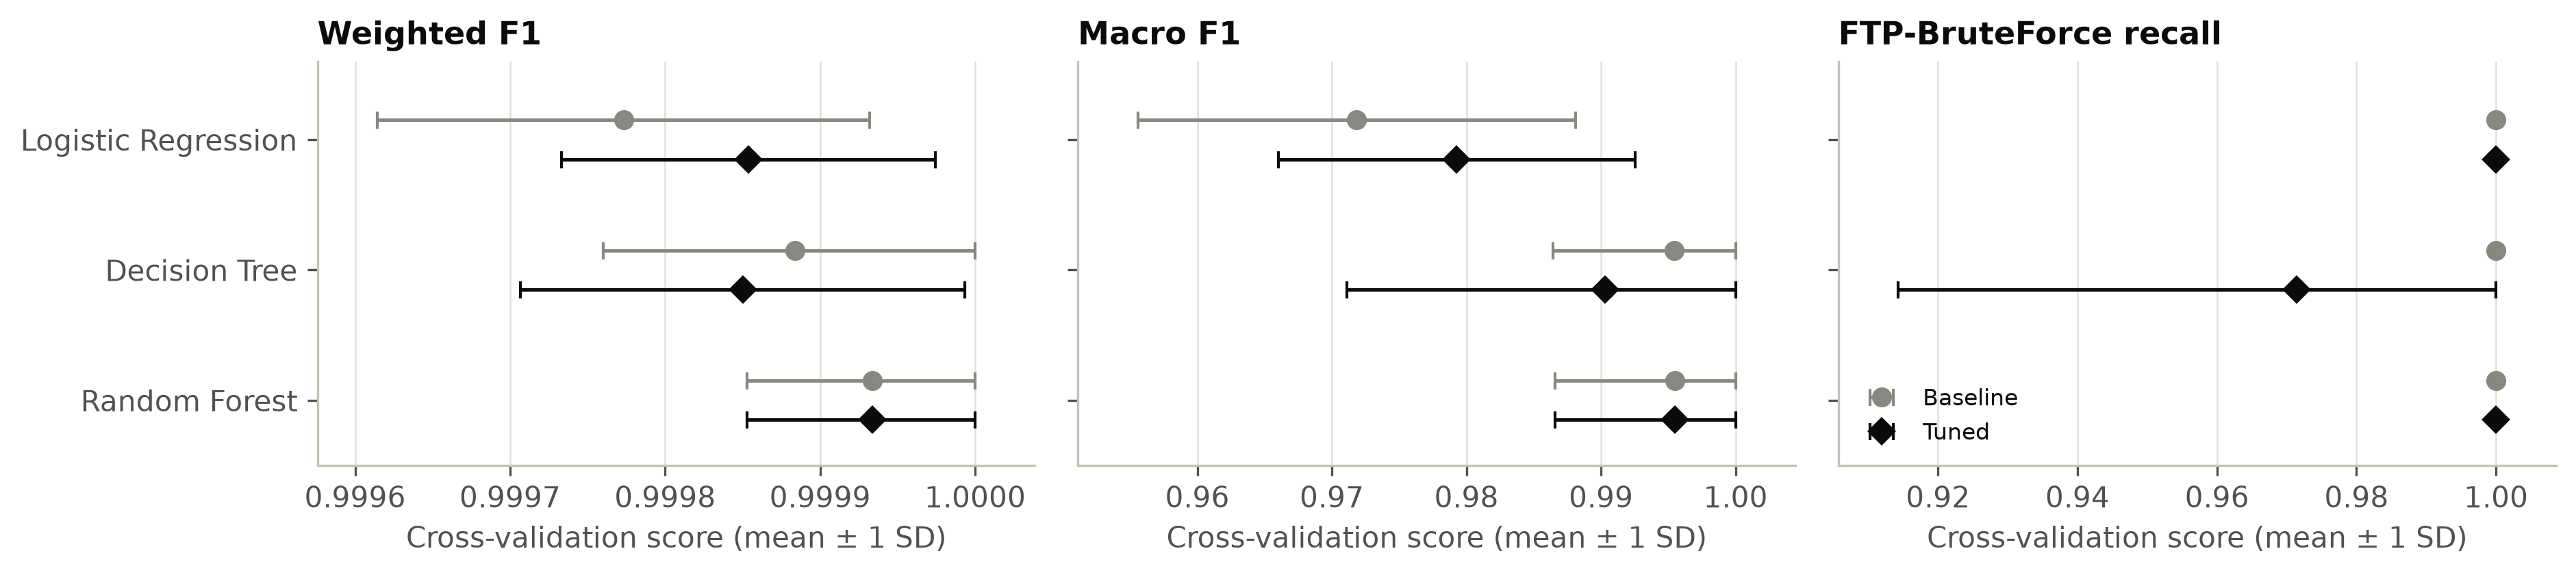 Weighted F1
Macro F1
FTP-BruteForce recall
Logistic Regression
Decision Tree
Random Forest
Baseline
Tuned
0.9996 0.9997 0.9998 0.9999 1.0000
0.96 0.97 0.98 0.99 1.00
0.92 0.94 0.96 0.98 1.00
Cross-validation score (mean ± 1 SD)
Cross-validation score (mean ± 1 SD)
Cross-validation score (mean ± 1 SD)